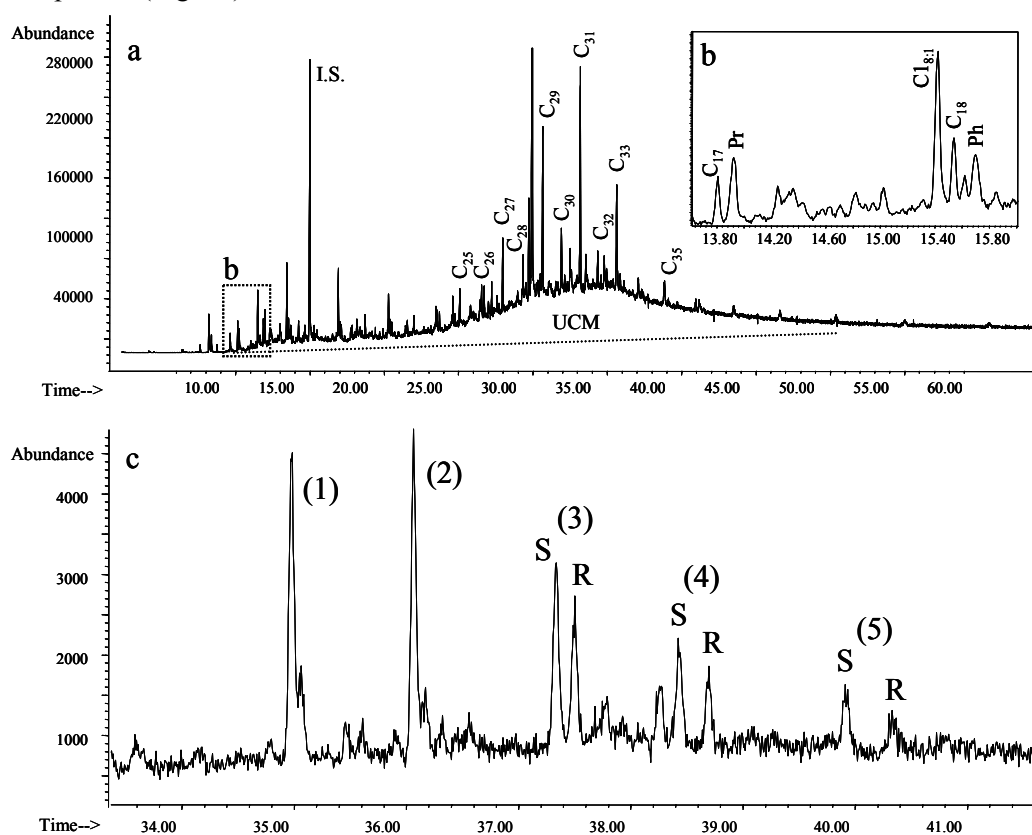 Abundance
a
280000
220000
160000
100000
40000
I.S.
b
C25
C26
C27
C28
C29
C30
C31
C32
C33
C35
UCM
Time--> 10.00 15.00 20.00 25.00 30.00 35.00 40.00 45.00 50.00 55.00 60.00
b
C17
Pr
C18:1
C18
Ph
13.80 14.20 14.60 15.00 15.40 15.80
Abundance
c
4000
3000
2000
1000
(1)
(2)
(3)
S
R
(4)
S
R
(5)
S
R
Time--> 34.00 35.00 36.00 37.00 38.00 39.00 40.00 41.00